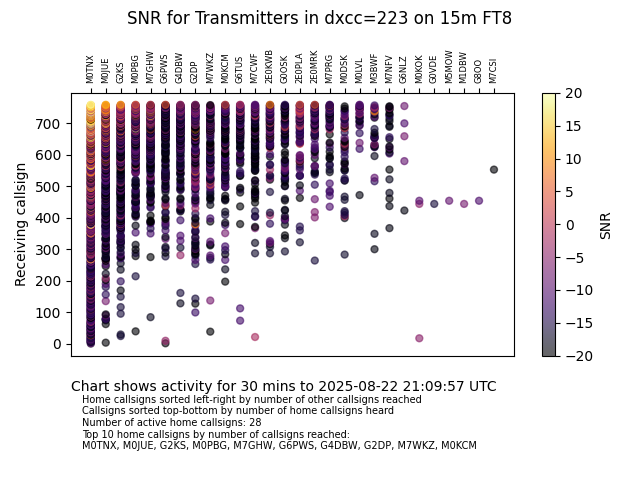 SNR for Transmitters in dxcc=223 on 15m FT8
M0TNX M0JUE G2KS M0PBG M7GHW G6PWS G4DBW G2DP M7WKZ M0KCM G6TUS M7CWF 2E0KWB G0OSK 2E0PLA 2E0MRK M7PRG M0DSK M0LVL M3BWF M7NFV G6NLZ M0KOK G0VDE M5MOW M1DBW G8OO M7CSI
Receiving callsign
700
600
500
400
300
200
100
0
20
15
10
5
0
−5
−10
−15
−20
SNR
Chart shows activity for 30 mins to 2025-08-22 21:09:57 UTC
Home callsigns sorted left-right by number of other callsigns reached
Callsigns sorted top-bottom by number of home callsigns heard
Number of active home callsigns: 28
Top 10 home callsigns by number of callsigns reached:
M0TNX, M0JUE, G2KS, M0PBG, M7GHW, G6PWS, G4DBW, G2DP, M7WKZ, M0KCM